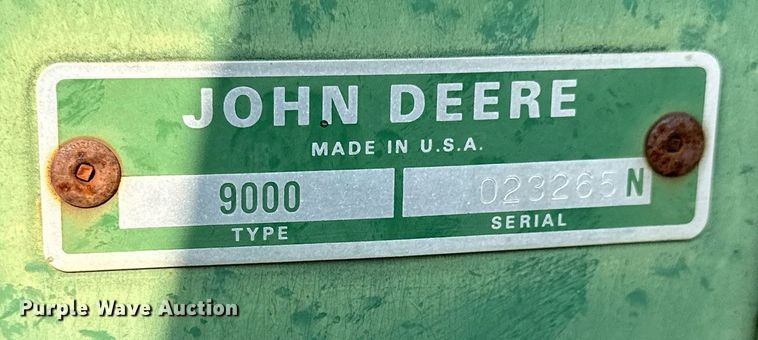 JOHN DEERE
MADE IN U.S.A.
9000 023265 N
TYPE SERIAL
Purple Wave Auction